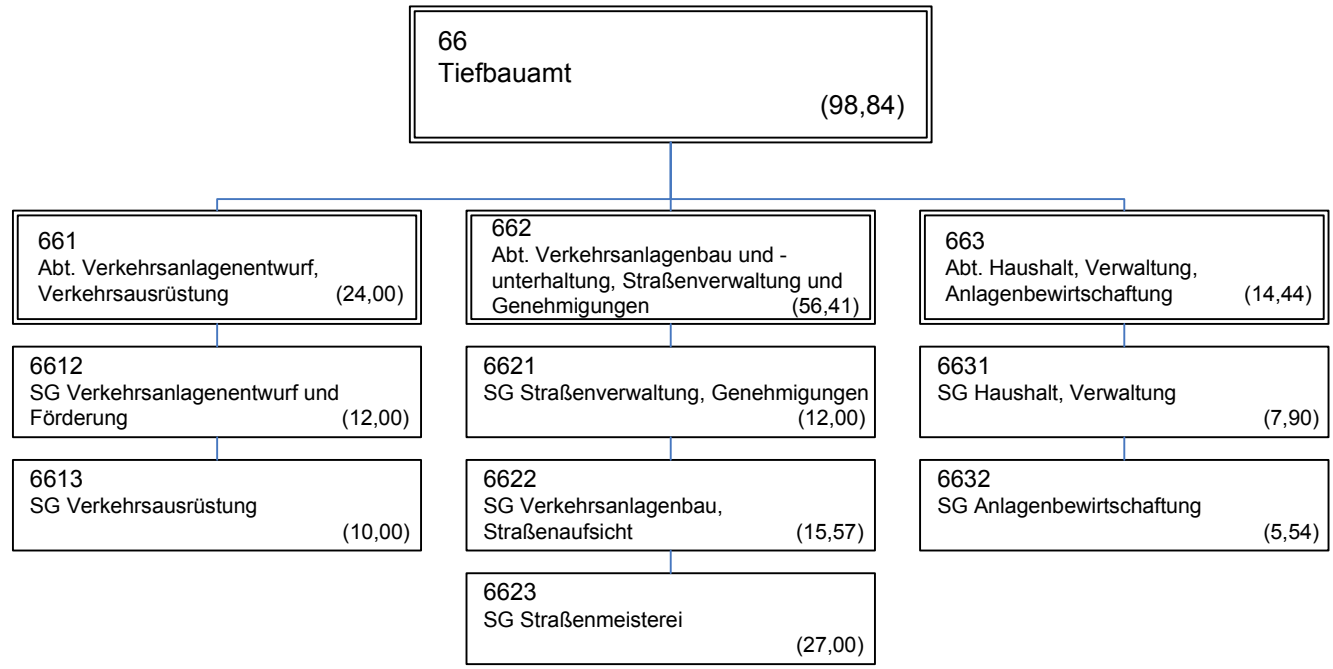 66
Tiefbauamt
(98,84)
661
Abt. Verkehrsanlagenentwurf,
Verkehrsausrüstung (24,00)
662
Abt. Verkehrsanlagenbau und -
unterhaltung, Straßenverwaltung und
Genehmigungen (56,41)
663
Abt. Haushalt, Verwaltung,
Anlagenbewirtschaftung (14,44)
6612
SG Verkehrsanlagenentwurf und
Förderung (12,00)
6621
SG Straßenverwaltung, Genehmigungen
(12,00)
6631
SG Haushalt, Verwaltung
(7,90)
6613
SG Verkehrsausrüstung
(10,00)
6622
SG Verkehrsanlagenbau,
Straßenaufsicht (15,57)
6632
SG Anlagenbewirtschaftung
(5,54)
6623
SG Straßenmeisterei
(27,00)